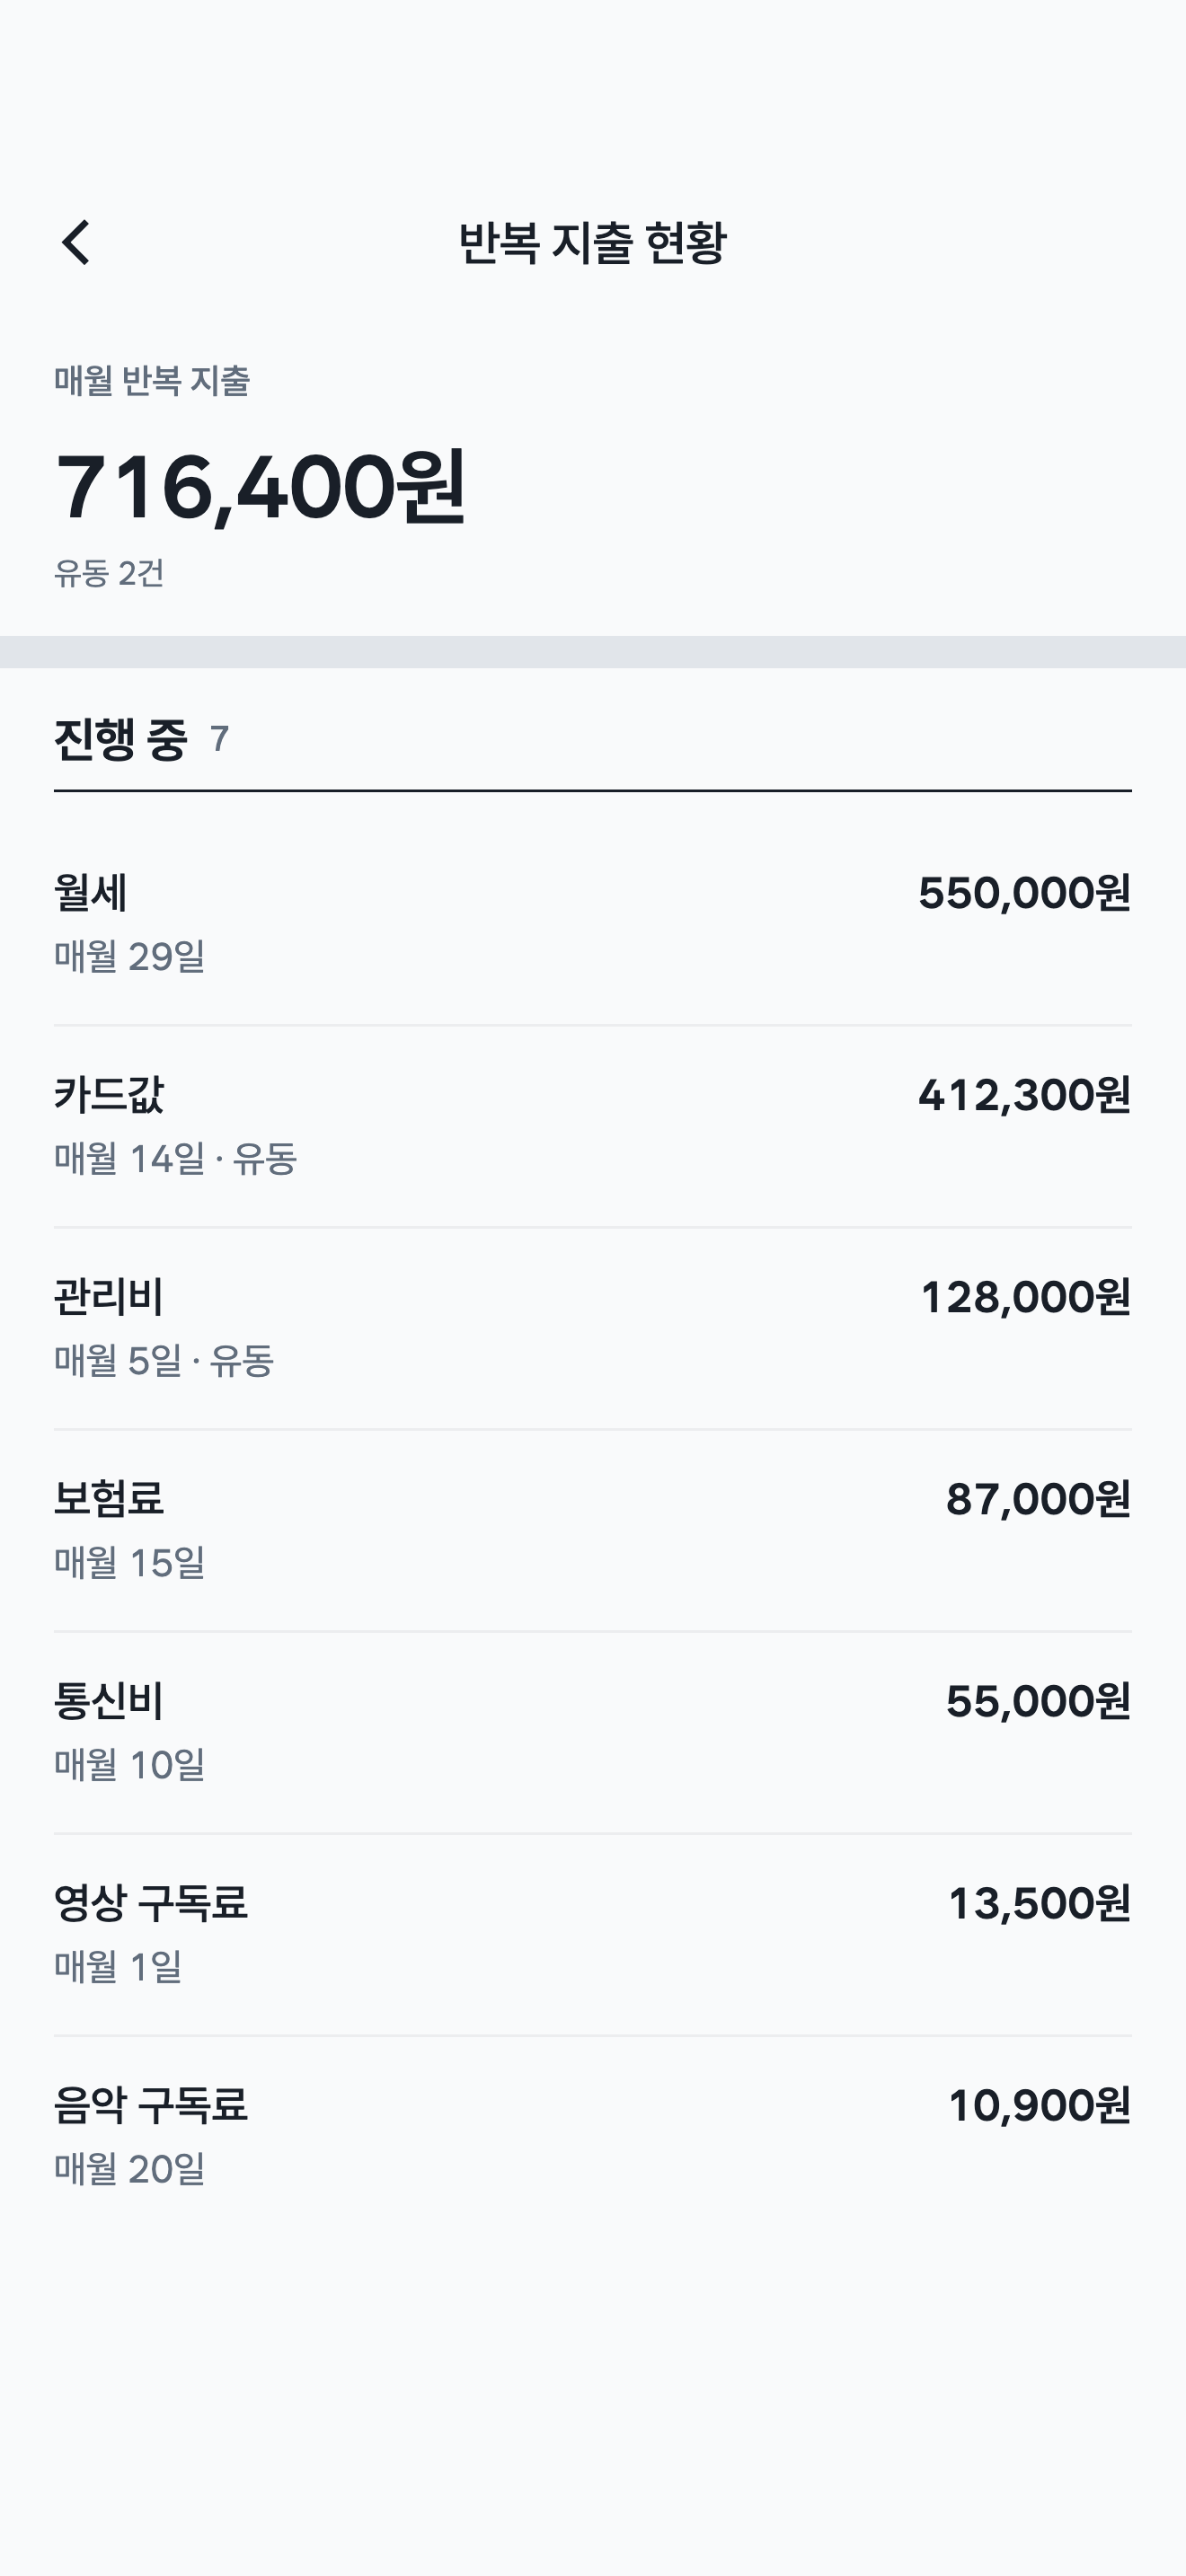 반복 지출 현황
매월 반복 지출
716,400원
유동 2건
진행 중 7
월세 550,000원
매월 29일
카드값 412,300원
매월 14일 · 유동
관리비 128,000원
매월 5일 · 유동
보험료 87,000원
매월 15일
통신비 55,000원
매월 10일
영상 구독료 13,500원
매월 1일
음악 구독료 10,900원
매월 20일